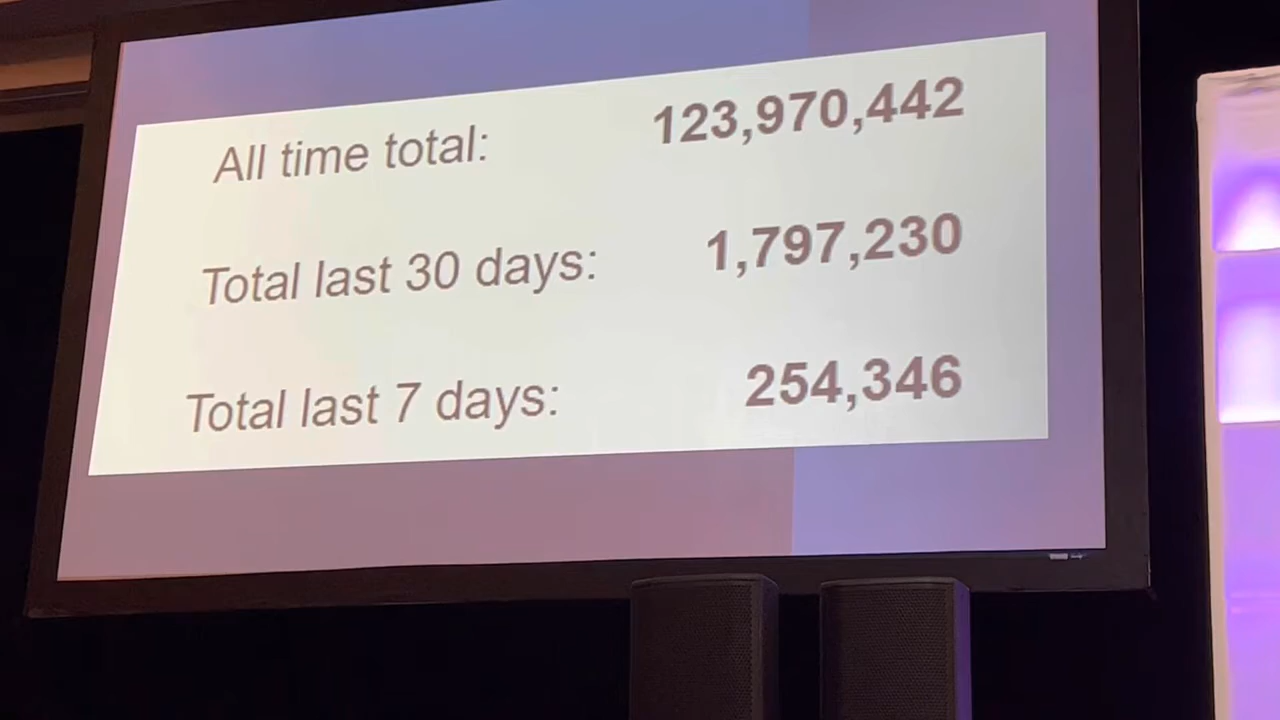 All time total: 123,970,442
Total last 30 days: 1,797,230
Total last 7 days: 254,346